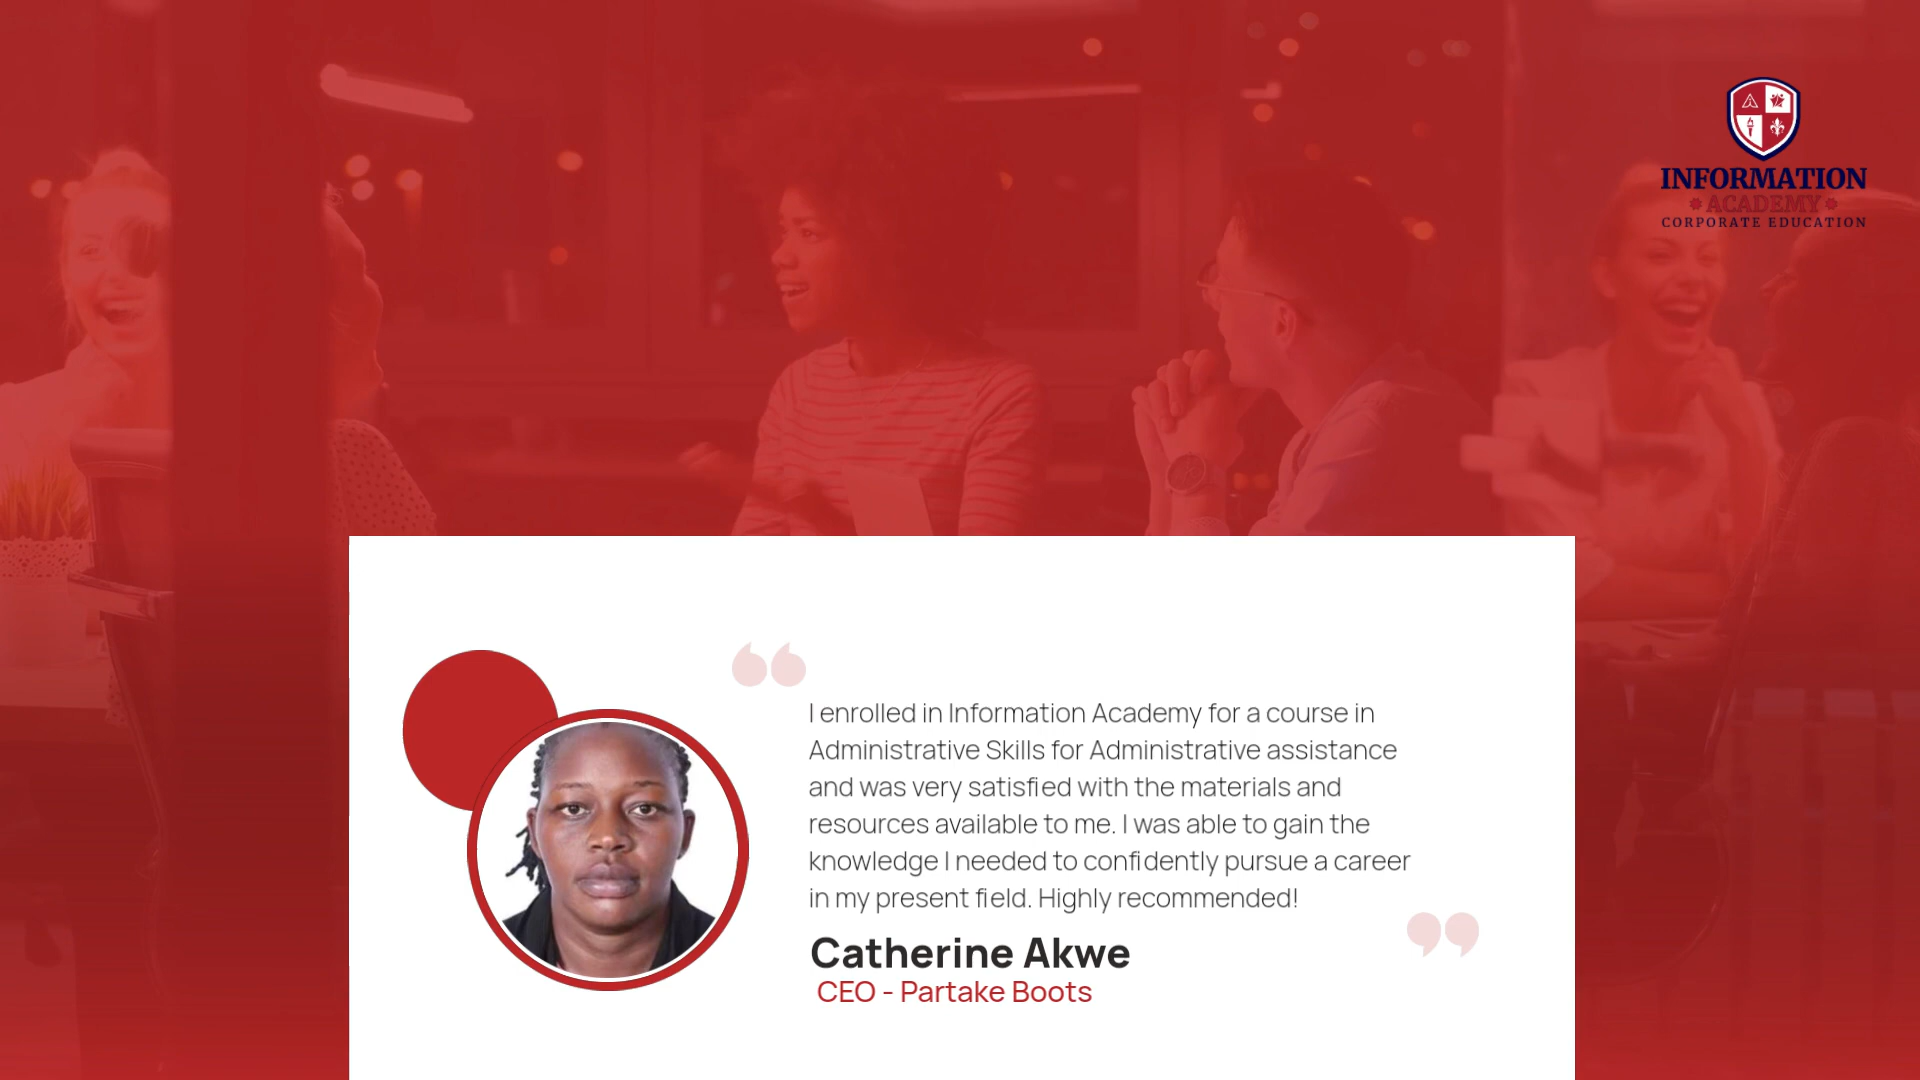 INFORMATION
ACADEMY
CORPORATE EDUCATION
I enrolled in Information Academy for a course in
Administrative Skills for Administrative assistance
and was very satisfied with the materials and
resources available to me. I was able to gain the
knowledge I needed to confidently pursue a career
in my present field. Highly recommended!
Catherine Akwe
CEO - Partake Boots